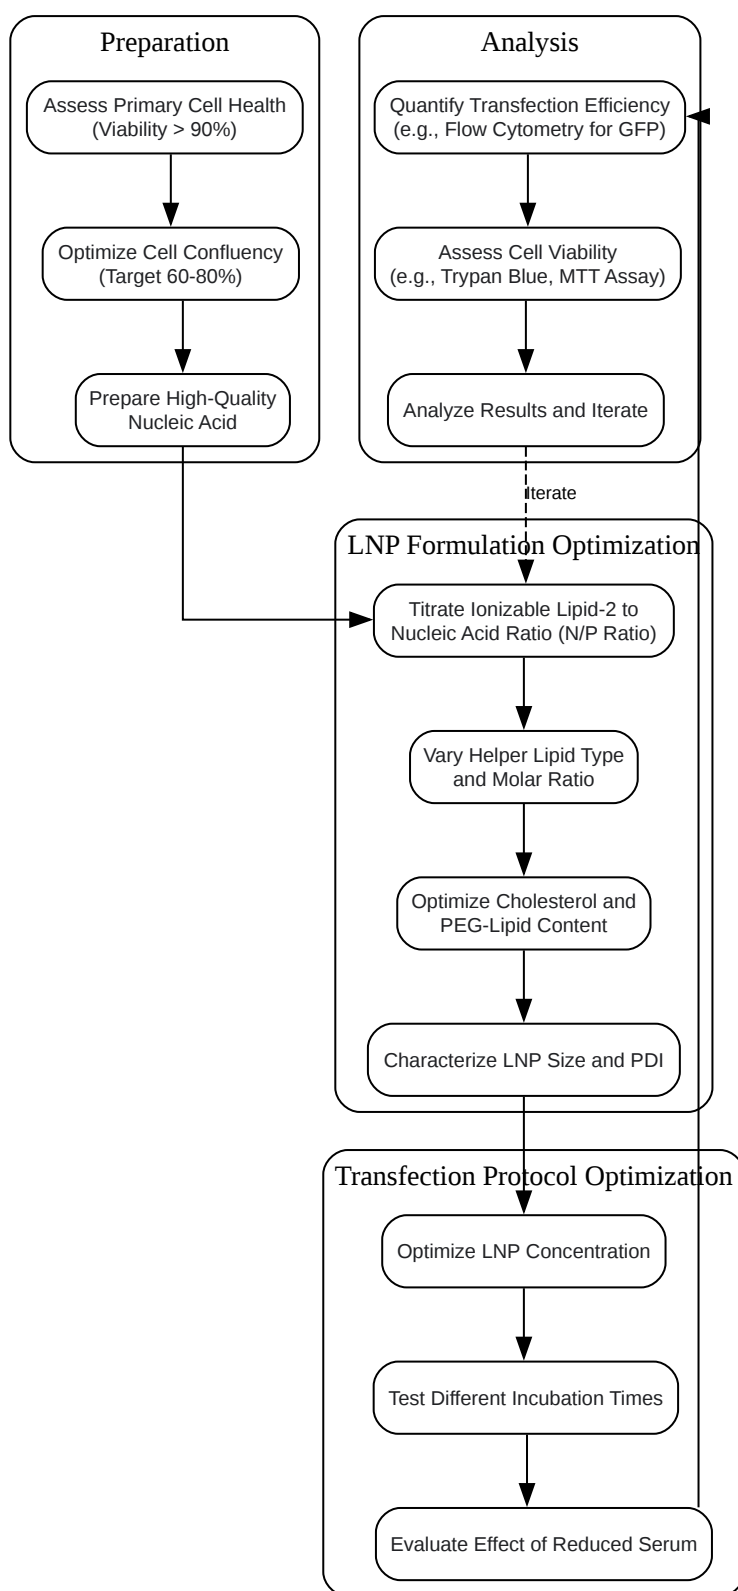 Preparation
Assess Primary Cell Health
(Viability > 90%)
Optimize Cell Confluency
(Target 60-80%)
Prepare High-Quality
Nucleic Acid
Analysis
Quantify Transfection Efficiency
(e.g., Flow Cytometry for GFP)
Assess Cell Viability
(e.g., Trypan Blue, MTT Assay)
Analyze Results and Iterate
Iterate
LNP Formulation Optimization
Titrate Ionizable Lipid-2 to
Nucleic Acid Ratio (N/P Ratio)
Vary Helper Lipid Type
and Molar Ratio
Optimize Cholesterol and
PEG-Lipid Content
Characterize LNP Size and PDI
Transfection Protocol Optimization
Optimize LNP Concentration
Test Different Incubation Times
Evaluate Effect of Reduced Serum